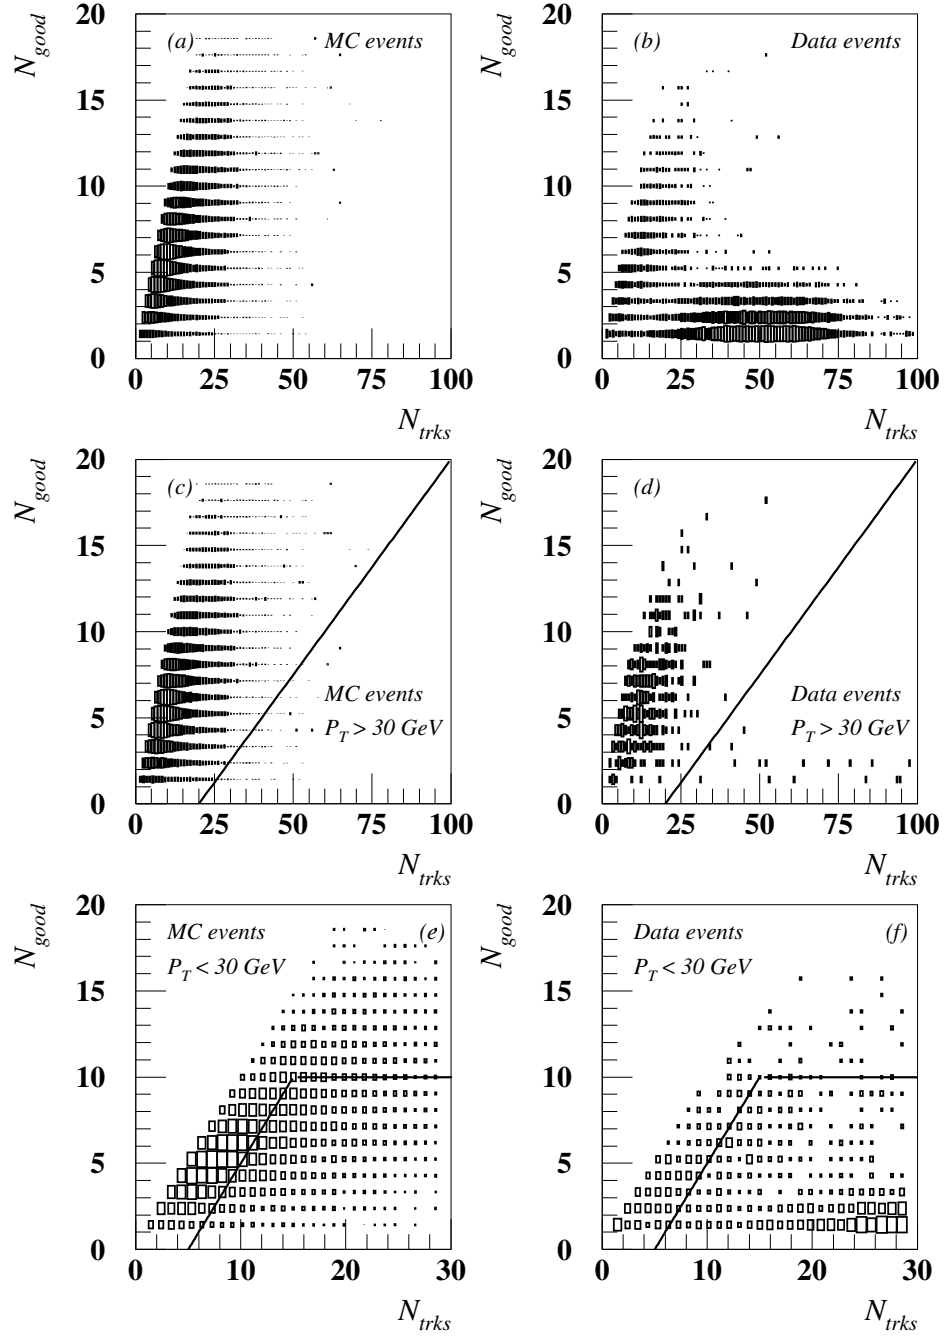 (a) MC events
N_good
20
15
10
5
0
0 25 50 75 100
N_trks
(b) Data events
N_good
20
15
10
5
0
0 25 50 75 100
N_trks
(c)
N_good
20
15
10
5
0
MC events
P_T > 30 GeV
0 25 50 75 100
N_trks
(d)
N_good
20
15
10
5
0
Data events
P_T > 30 GeV
0 25 50 75 100
N_trks
MC events (e)
P_T < 30 GeV
N_good
20
15
10
5
0
0 10 20 30
N_trks
Data events (f)
P_T < 30 GeV
N_good
20
15
10
5
0
0 10 20 30
N_trks